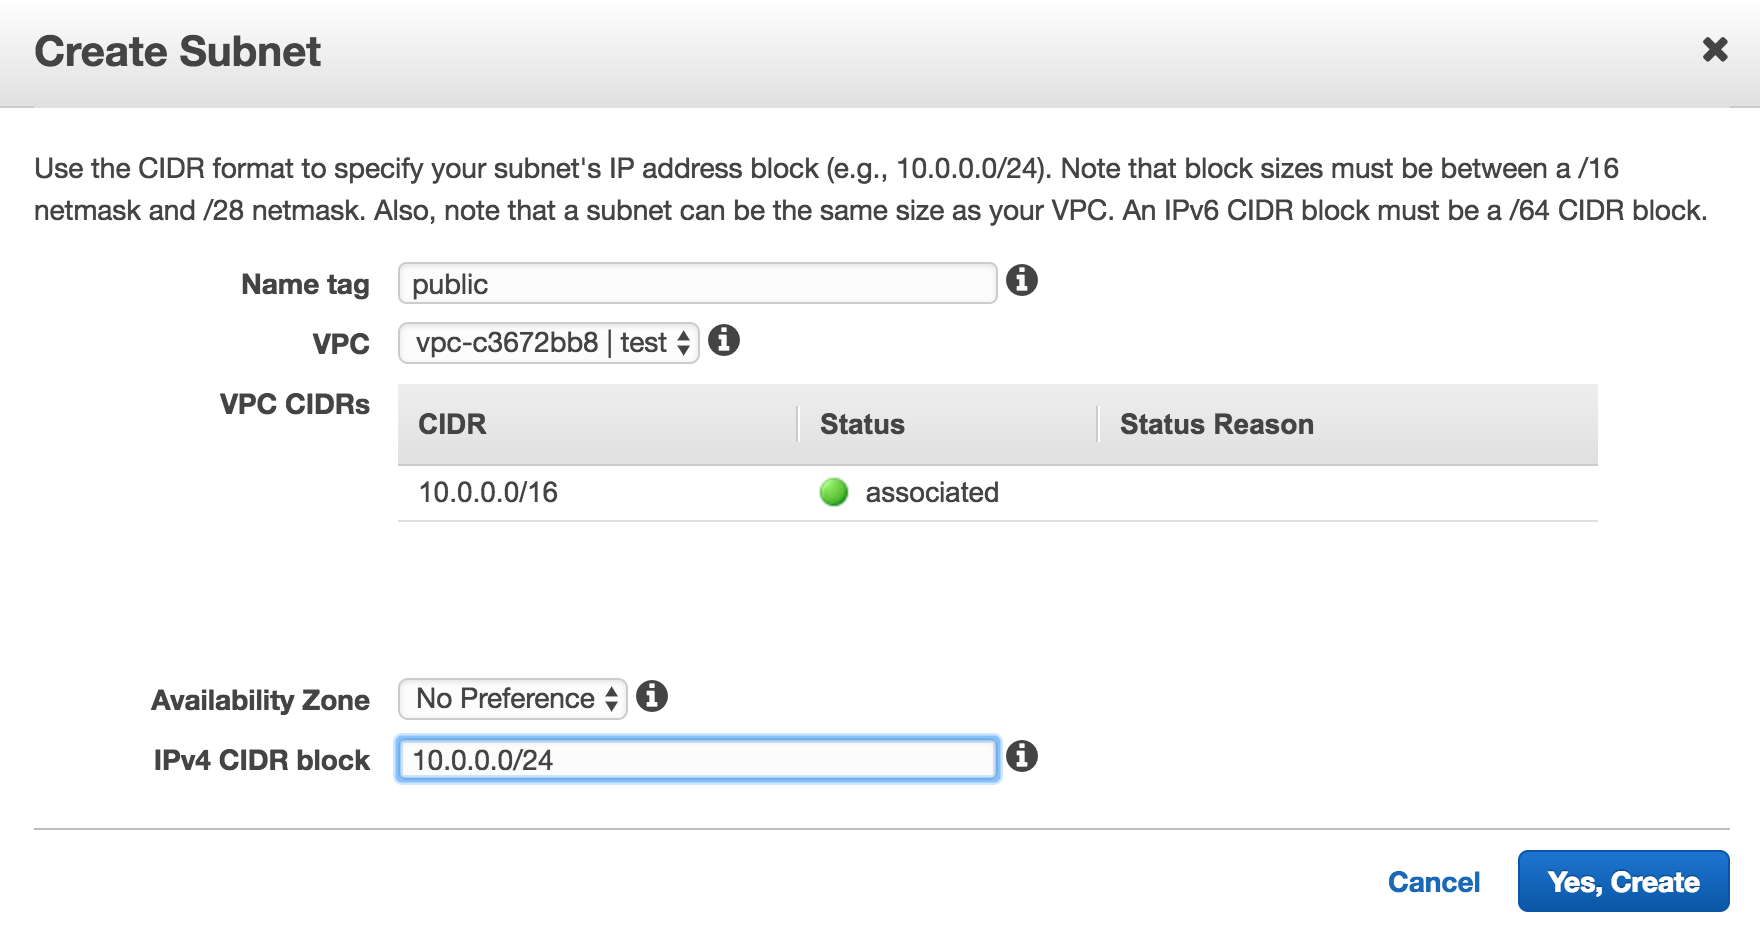 Create Subnet
Use the CIDR format to specify your subnet's IP address block (e.g., 10.0.0.0/24). Note that block sizes must be between a /16
netmask and /28 netmask. Also, note that a subnet can be the same size as your VPC. An IPv6 CIDR block must be a /64 CIDR block.
Name tag public
VPC vpc-c3672bb8 | test
VPC CIDRs
CIDR Status Status Reason
10.0.0.0/16 associated
Availability Zone No Preference
IPv4 CIDR block 10.0.0.0/24
Cancel Yes, Create